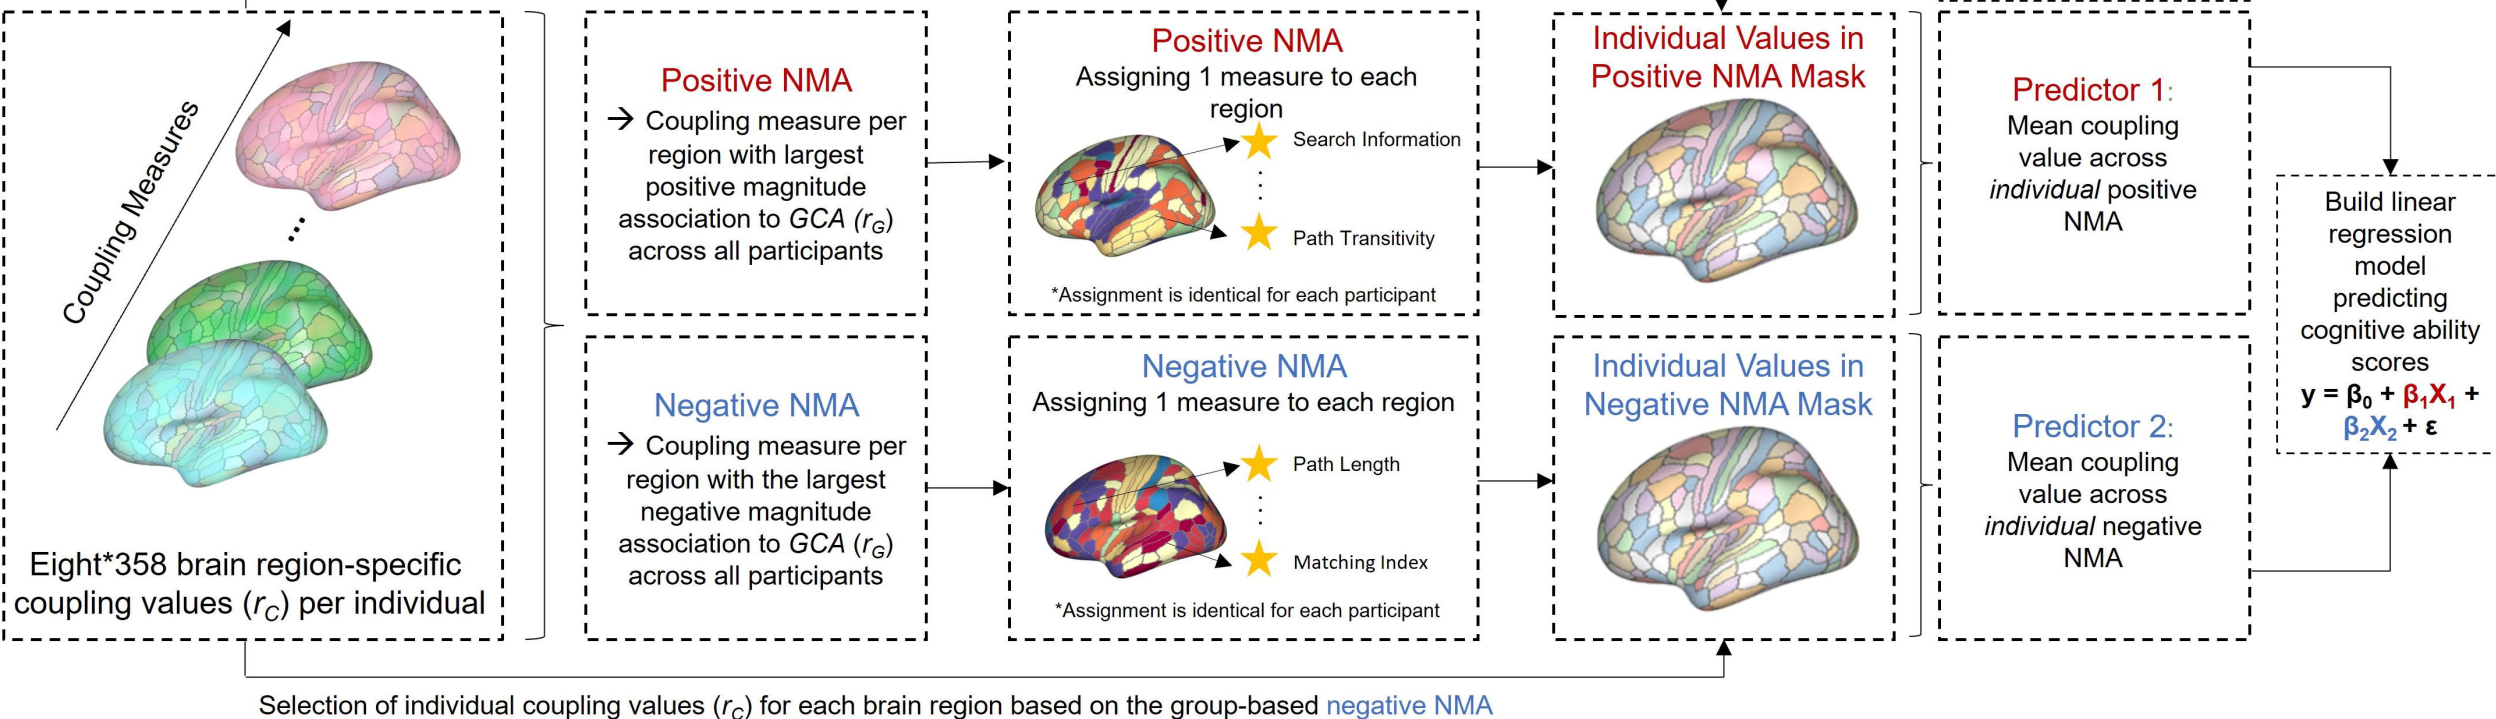 Coupling Measures
Eight*358 brain region-specific
coupling values (rC) per individual
Positive NMA
→ Coupling measure per
region with largest
positive magnitude
association to GCA (rG)
across all participants
Negative NMA
→ Coupling measure per
region with the largest
negative magnitude
association to GCA (rG)
across all participants
Positive NMA
Assigning 1 measure to each
region
Search Information
Path Transitivity
*Assignment is identical for each participant
Negative NMA
Assigning 1 measure to each region
Path Length
Matching Index
*Assignment is identical for each participant
Individual Values in
Positive NMA Mask
Individual Values in
Negative NMA Mask
Predictor 1:
Mean coupling
value across
individual positive
NMA
Predictor 2:
Mean coupling
value across
individual negative
NMA
Build linear
regression
model
predicting
cognitive ability
scores
y = β0 + β1X1 +
β2X2 + ε
Selection of individual coupling values (rC) for each brain region based on the group-based negative NMA